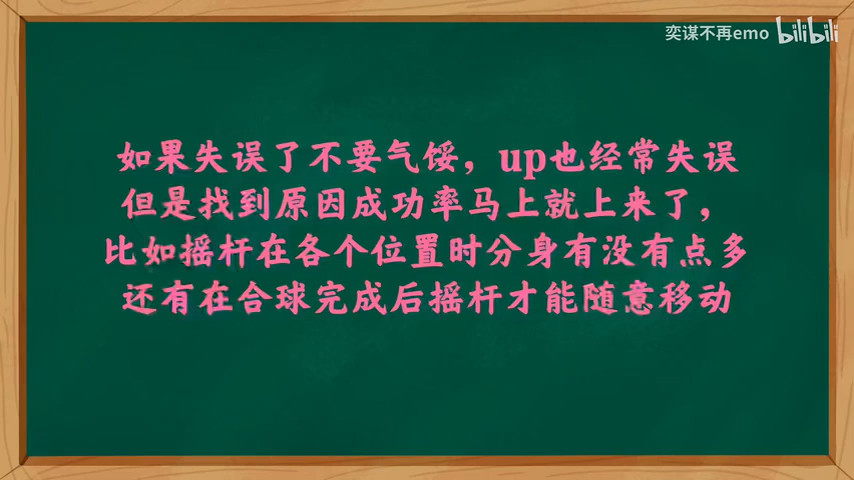 奕谋不再emo bilibili
如果失误了不要气馁，up也经常失误
但是找到原因成功率马上就上来了，
比如摇杆在各个位置时分身有没有点多
还有在合球完成后摇杆才能随意移动